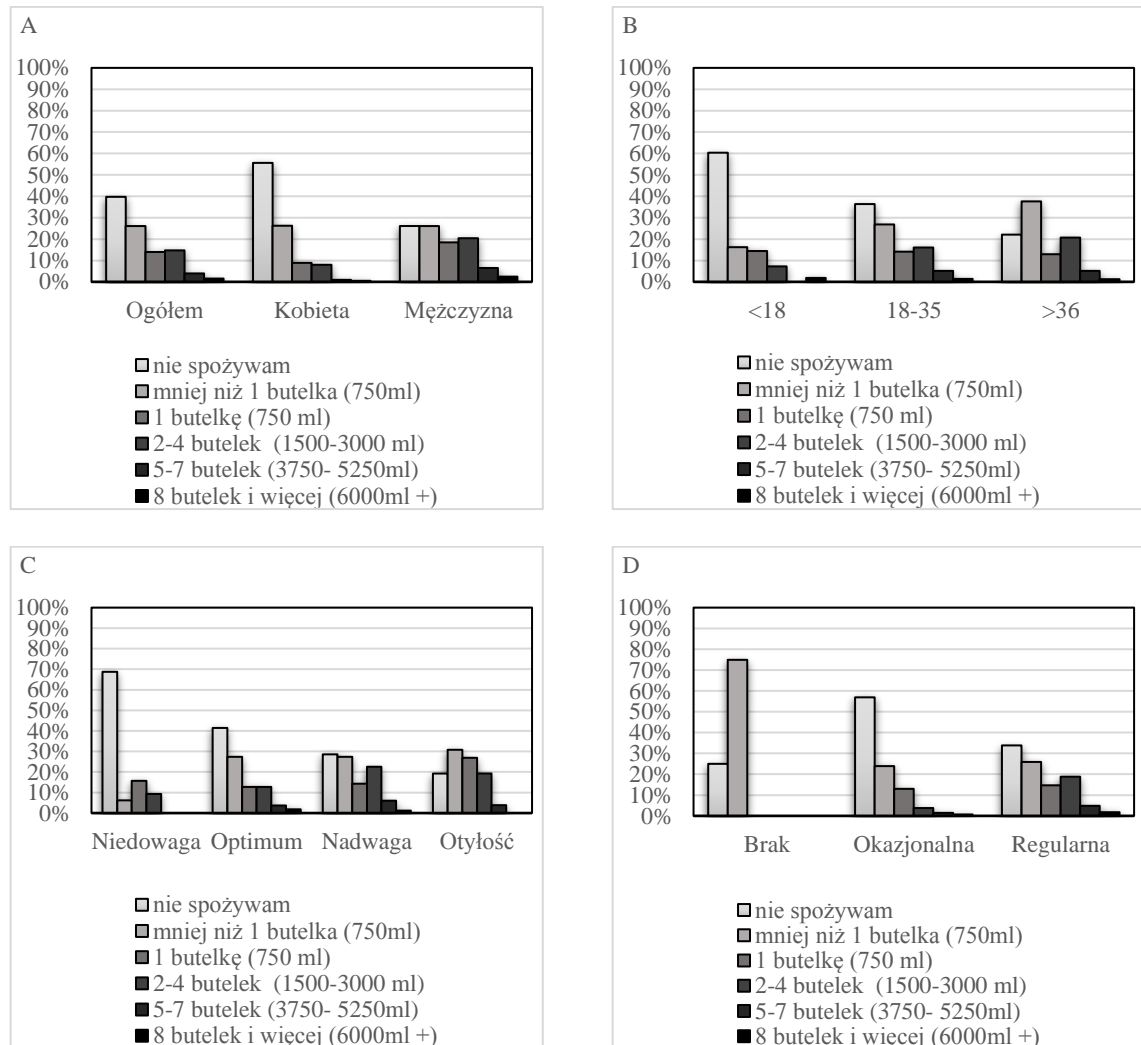 A
100%
90%
80%
70%
60%
50%
40%
30%
20%
10%
0%
Ogółem Kobieta Mężczyzna
nie spożywam
mniej niż 1 butelka (750ml)
1 butelkę (750 ml)
2-4 butelek (1500-3000 ml)
5-7 butelek (3750- 5250ml)
8 butelek i więcej (6000ml +)
B
100%
90%
80%
70%
60%
50%
40%
30%
20%
10%
0%
<18 18-35 >36
nie spożywam
mniej niż 1 butelka (750ml)
1 butelkę (750 ml)
2-4 butelek (1500-3000 ml)
5-7 butelek (3750- 5250ml)
8 butelek i więcej (6000ml +)
C
100%
90%
80%
70%
60%
50%
40%
30%
20%
10%
0%
Niedowaga Optimum Nadwaga Otyłość
nie spożywam
mniej niż 1 butelka (750ml)
1 butelkę (750 ml)
2-4 butelek (1500-3000 ml)
5-7 butelek (3750- 5250ml)
8 butelek i więcej (6000ml +)
D
100%
90%
80%
70%
60%
50%
40%
30%
20%
10%
0%
Brak Okazjonalna Regularna
nie spożywam
mniej niż 1 butelka (750ml)
1 butelkę (750 ml)
2-4 butelek (1500-3000 ml)
5-7 butelek (3750- 5250ml)
8 butelek i więcej (6000ml +)